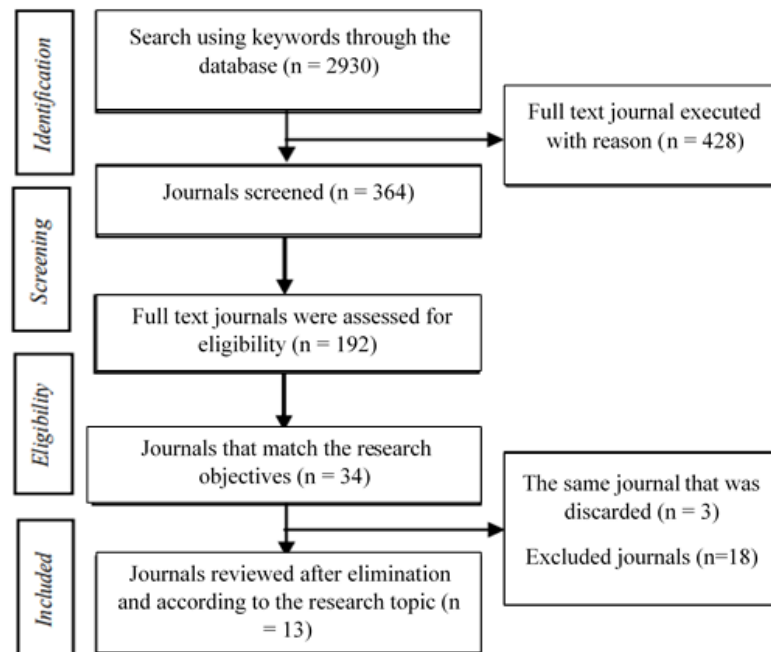 Identification
Search using keywords through the
database (n = 2930)
Full text journal executed
with reason (n = 428)
Journals screened (n = 364)
Screening
Full text journals were assessed for
eligibility (n = 192)
Eligibility
Journals that match the research
objectives (n = 34)
The same journal that was
discarded (n = 3)
Excluded journals (n=18)
Included
Journals reviewed after elimination
and according to the research topic (n
= 13)